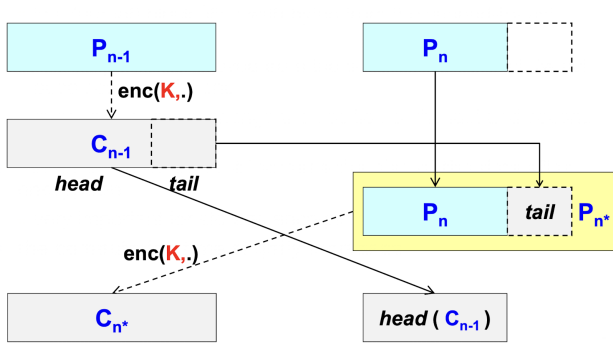 Pn-1
Pn
enc(K,.)
Cn-1
head
tail
Pn
tail
Pn*
enc(K,.)
Cn*
head ( Cn-1 )